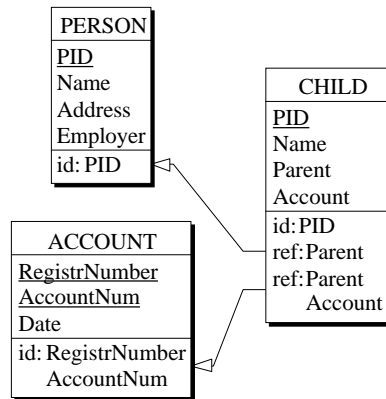 PERSON
PID
Name
Address
Employer
id: PID
CHILD
PID
Name
Parent
Account
id:PID
ref:Parent
ref:Parent
Account
ACCOUNT
RegistrNumber
AccountNum
Date
id: RegistrNumber
AccountNum